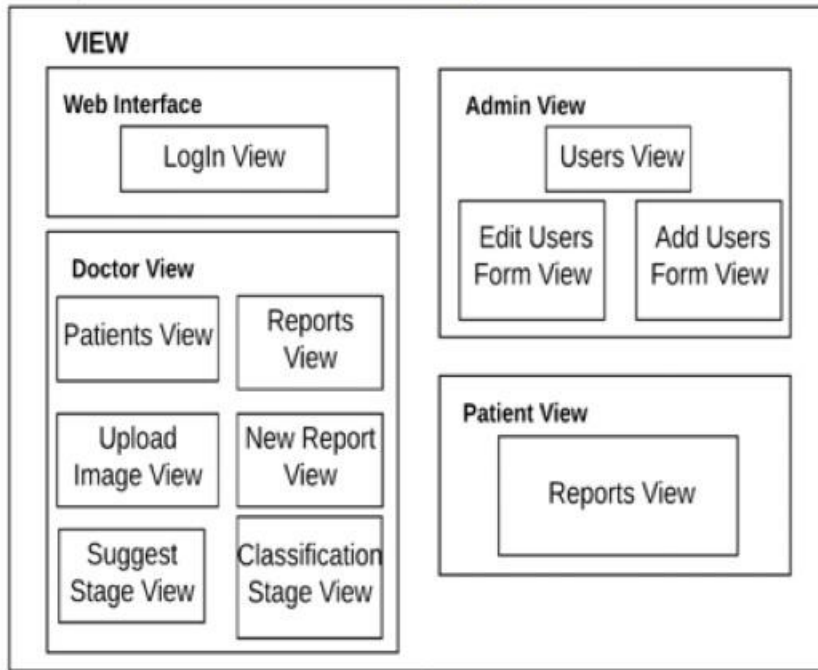 VIEW
Web Interface
LogIn View
Doctor View
Patients View
Reports
View
Upload
Image View
New Report
View
Suggest
Stage View
Classification
Stage View
Admin View
Users View
Edit Users
Form View
Add Users
Form View
Patient View
Reports View